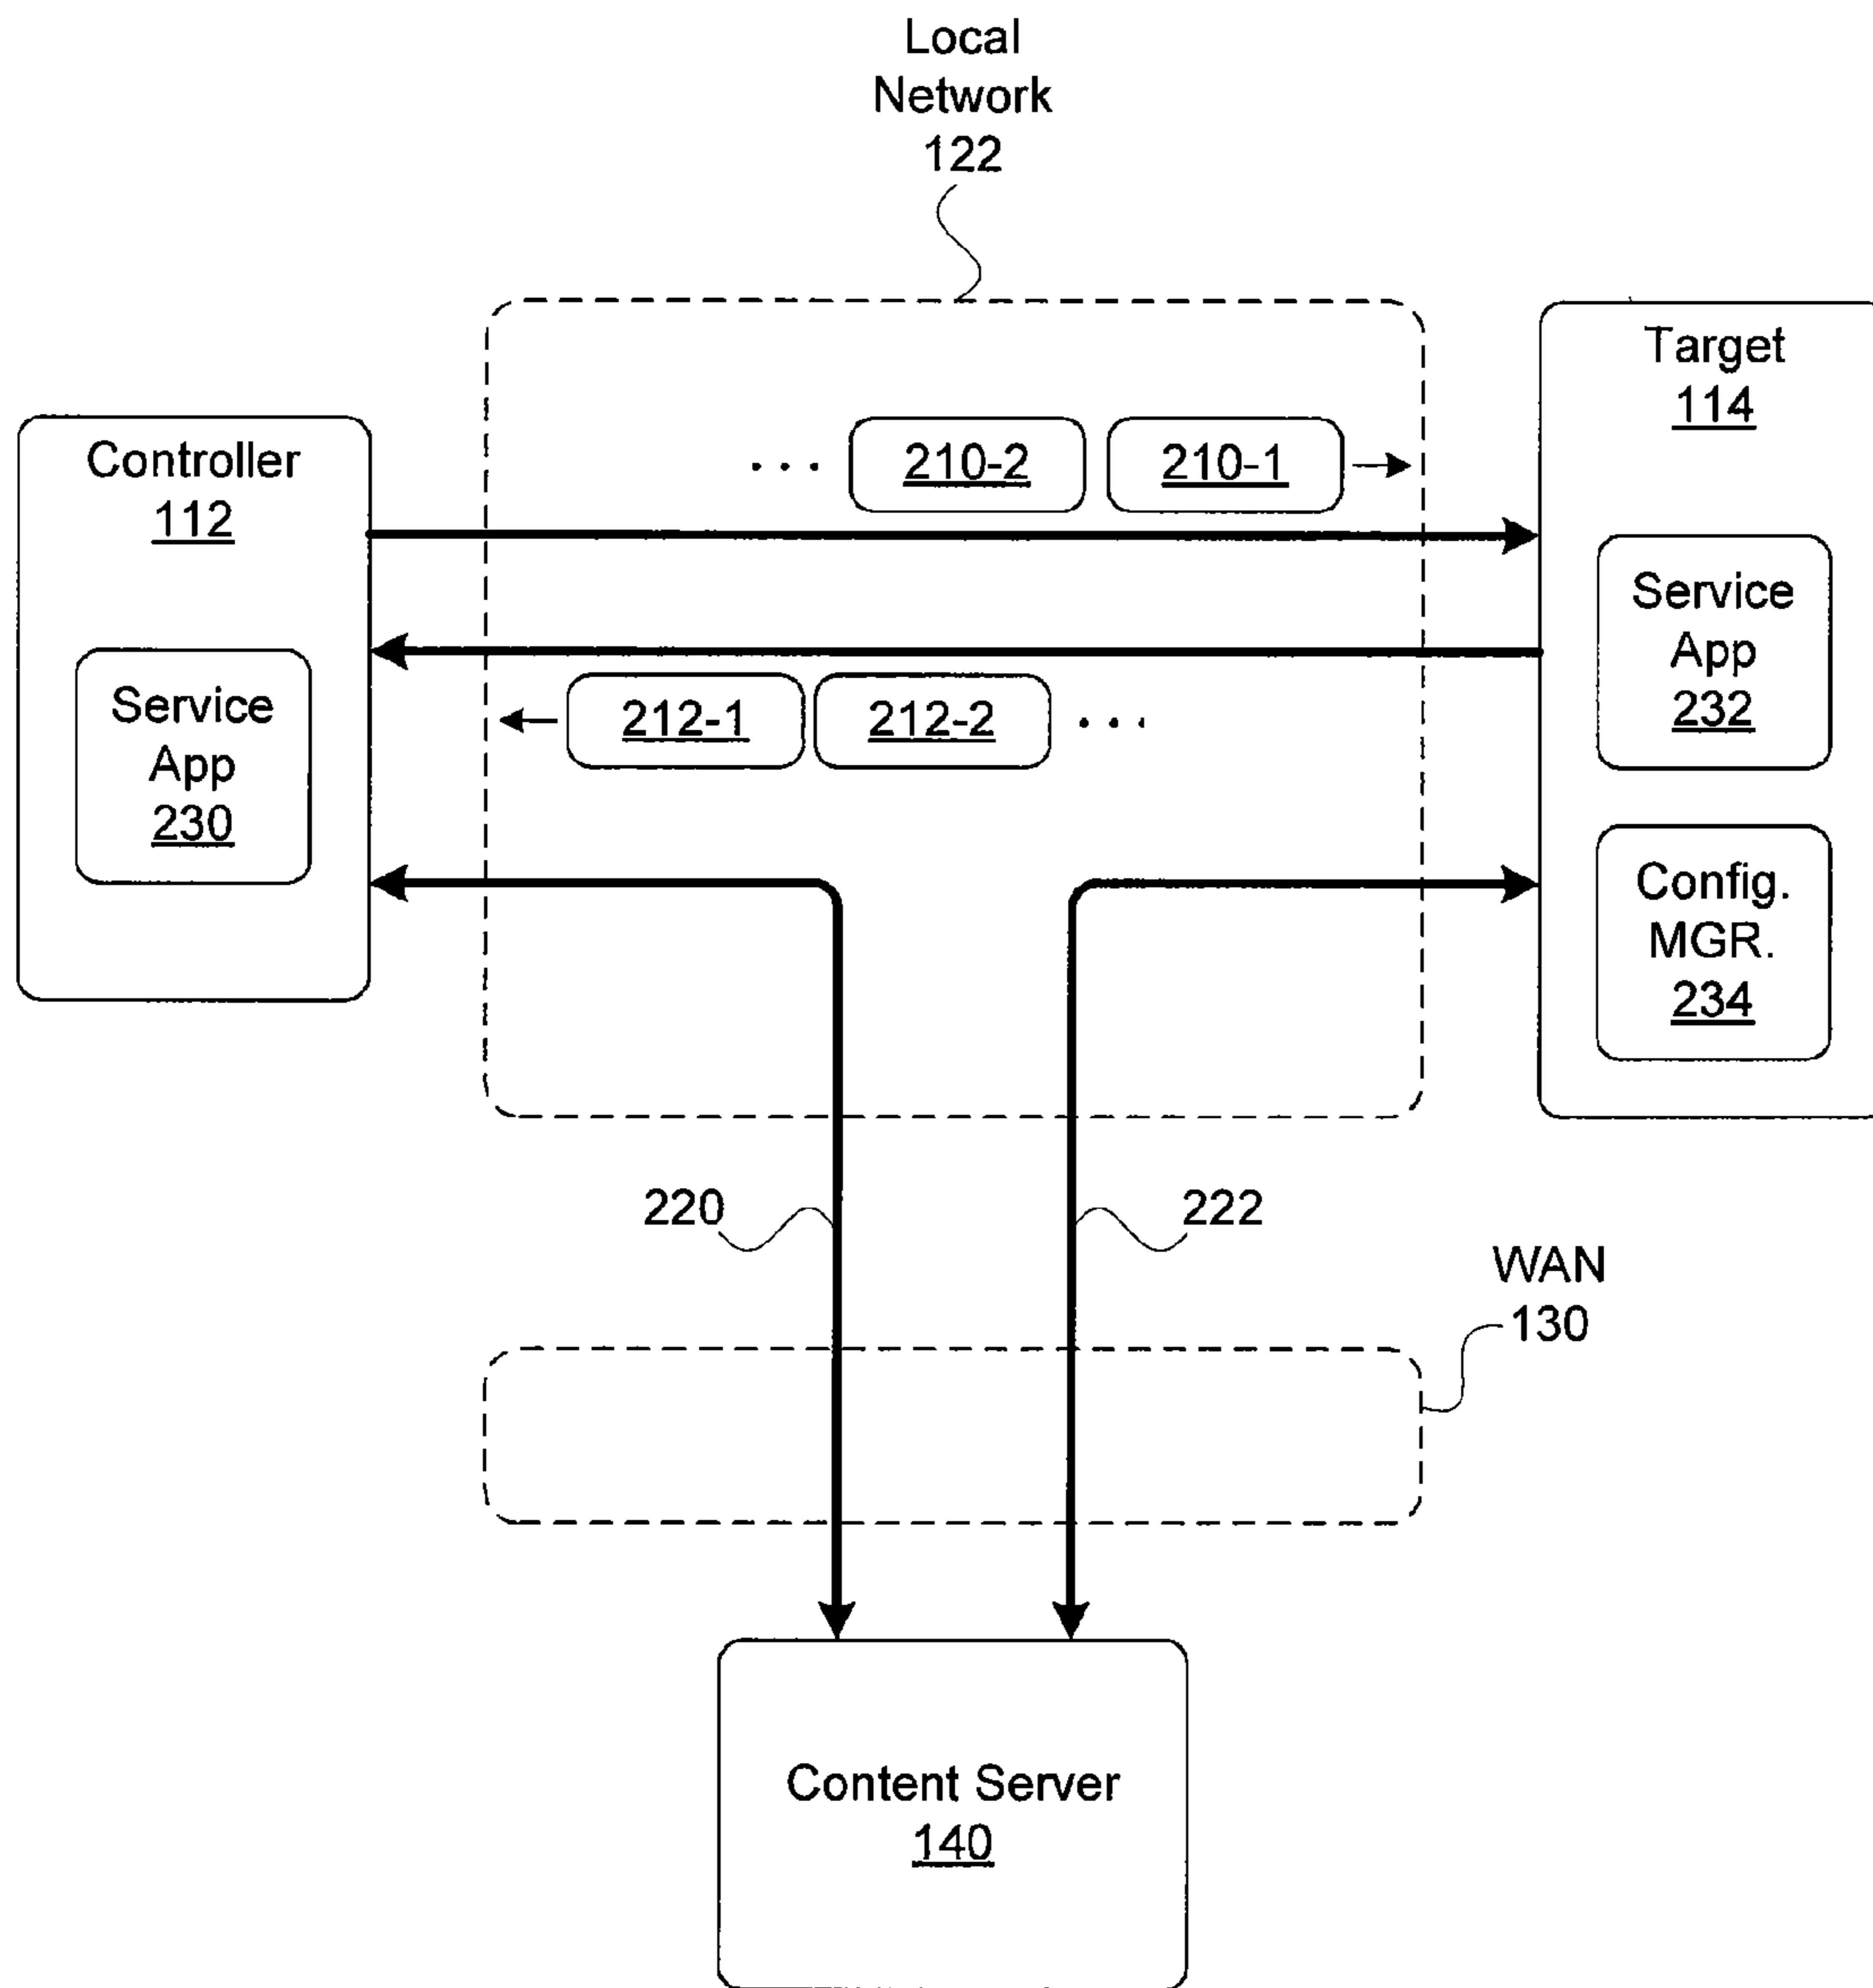 Local
Network
122
Target
114
Controller
112
... 210-2 210-1
Service
App
232
Service
App
230
212-1 212-2 ...
Config.
MGR.
234
220
222
WAN
130
Content Server
140